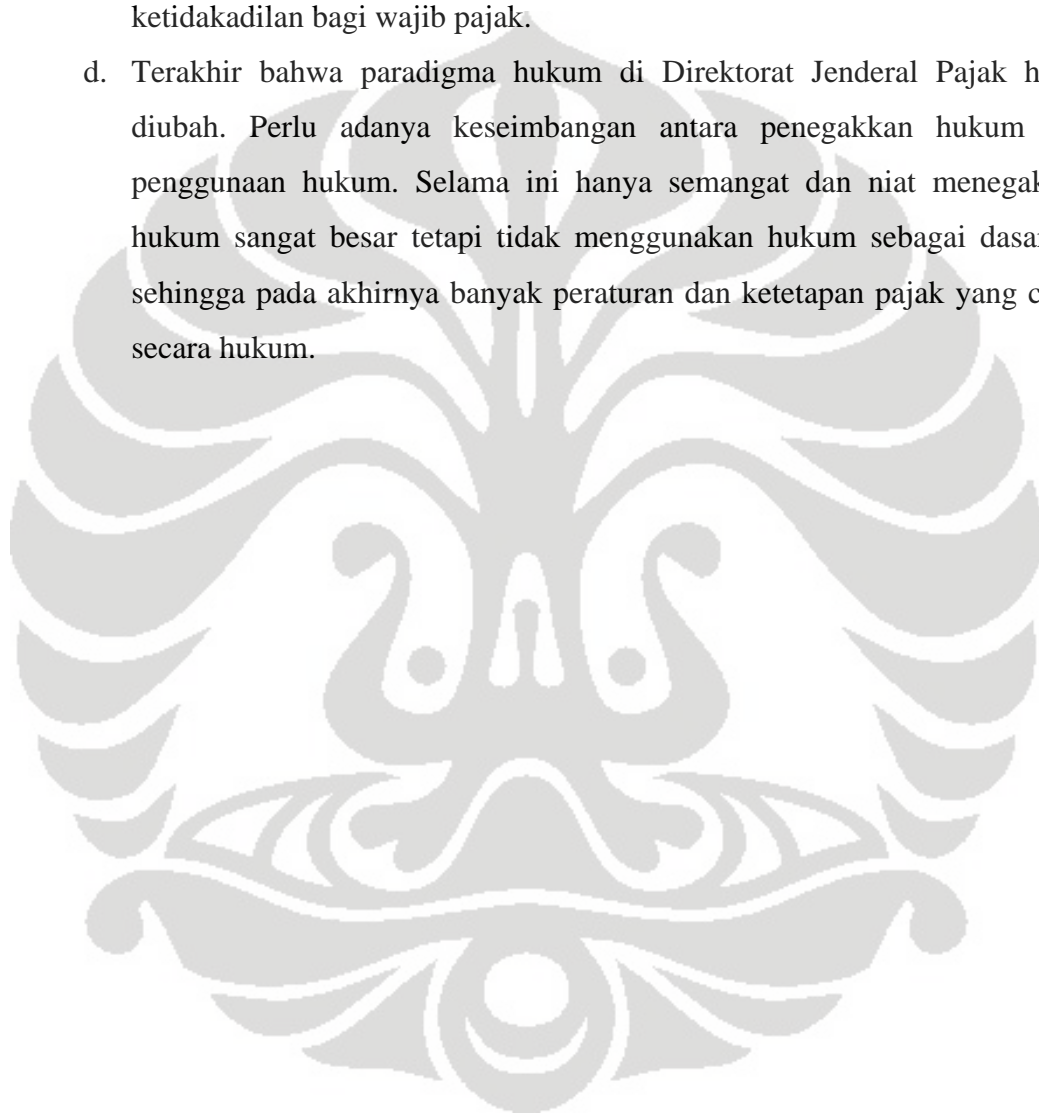 ketidakadilan bagi wajib pajak.
d. Terakhir bahwa paradigma hukum di Direktorat Jenderal Pajak h
diubah. Perlu adanya keseimbangan antara penegakkan hukum
penggunaan hukum. Selama ini hanya semangat dan niat menegak
hukum sangat besar tetapi tidak menggunakan hukum sebagai dasar
sehingga pada akhirnya banyak peraturan dan ketetapan pajak yang c
secara hukum.